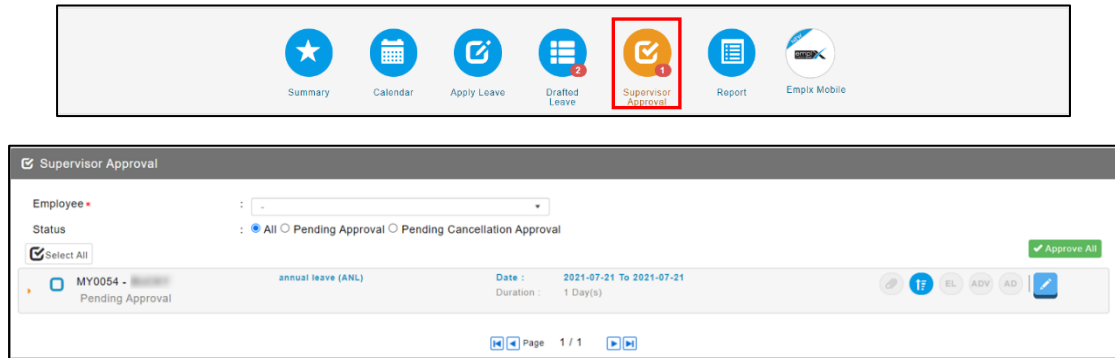 2 1
Summary Calendar Apply Leave Drafted Leave Supervisor Approval Report Emplx Mobile
Supervisor Approval
Employee * : -
Status : All Pending Approval Pending Cancellation Approval
Select All Approve All
MY0054 - annual leave (ANL) Date : 2021-07-21 To 2021-07-21 EL ADV AD
Pending Approval Duration : 1 Day(s)
Page 1 / 1